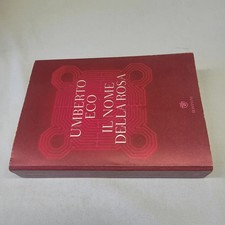 UMBERTO
ECO
IL NOME
DELLA ROSA